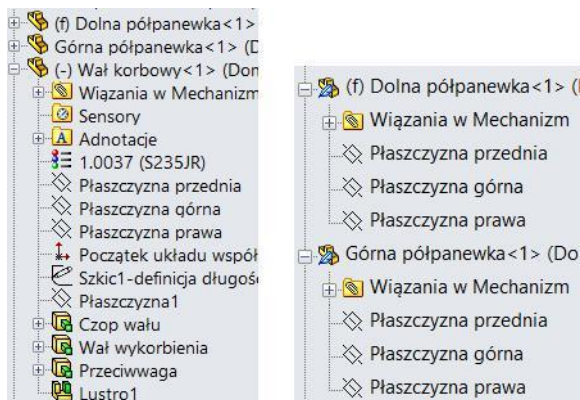 (f) Dolna półpanewka<1>
Górna półpanewka<1> (D
(-) Wał korbowy<1> (Dom
Wiązania w Mechanizm
Sensory
Adnotacje
1.0037 (S235JR)
Płaszczyzna przednia
Płaszczyzna górna
Płaszczyzna prawa
Początek układu współ
Szkic1-definicja długoś
Płaszczyzna1
Czop wału
Wał wykorbienia
Przeciwwaga
Lustro1
(f) Dolna półpanewka<1> (
Wiązania w Mechanizm
Płaszczyzna przednia
Płaszczyzna górna
Płaszczyzna prawa
Górna półpanewka<1> (Do
Wiązania w Mechanizm
Płaszczyzna przednia
Płaszczyzna górna
Płaszczyzna prawa